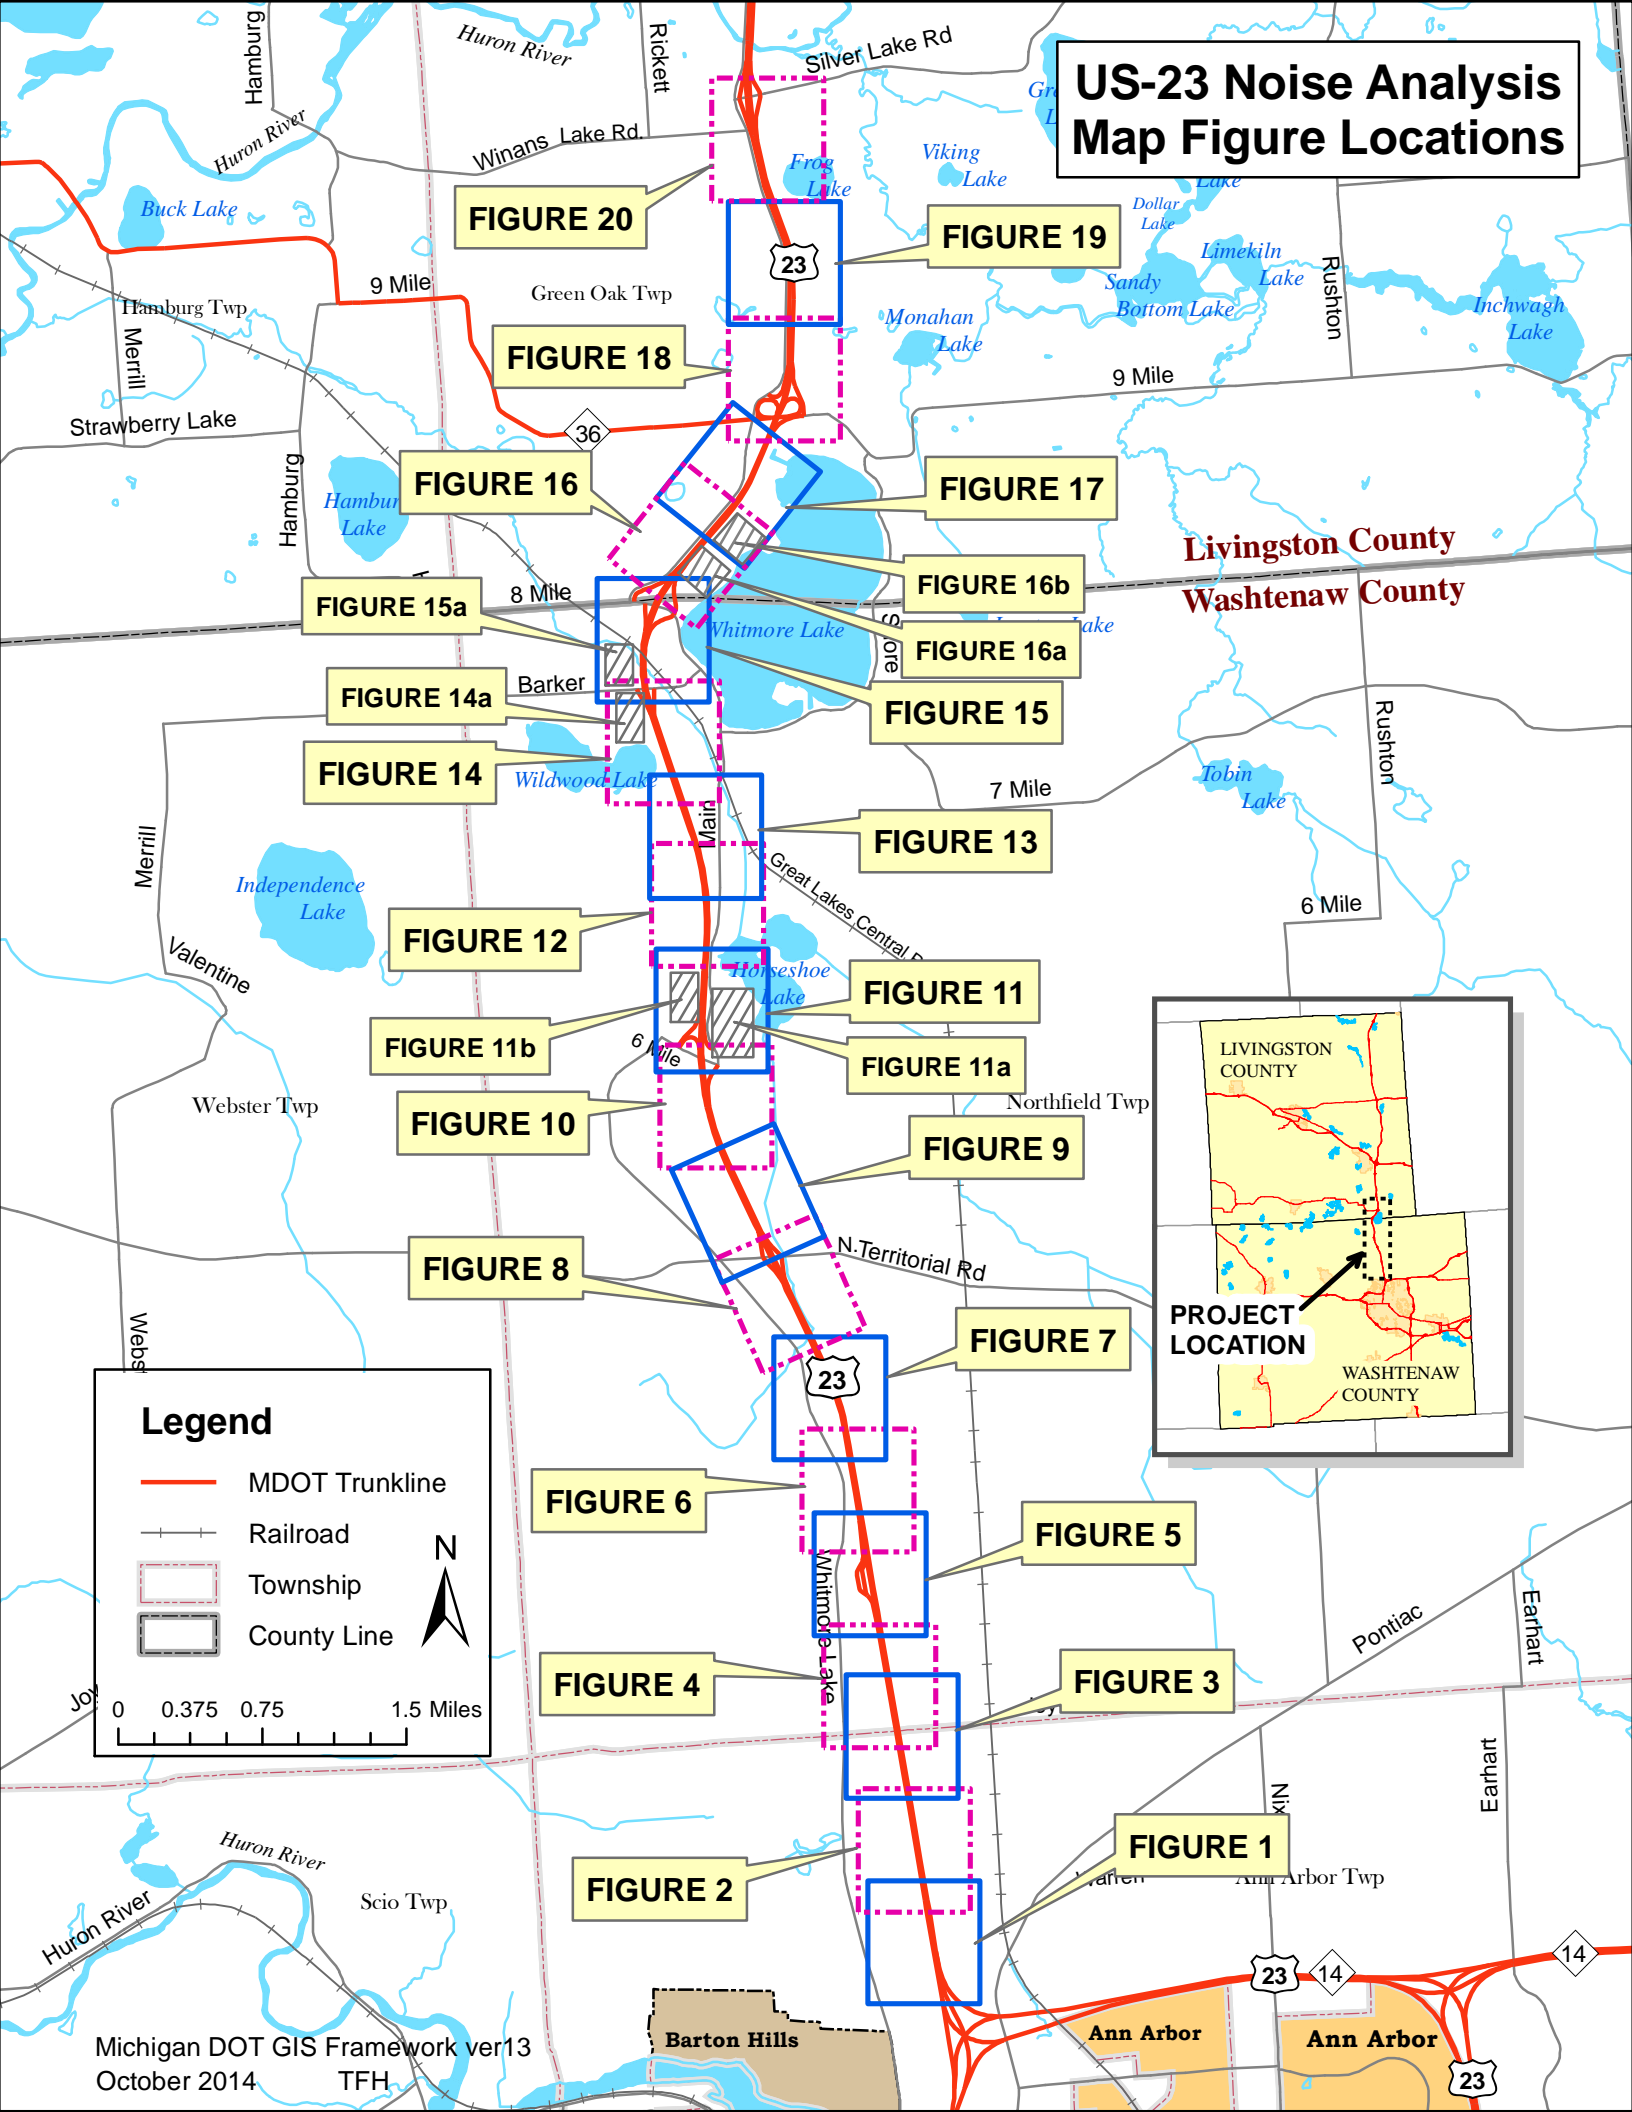 US-23 Noise Analysis
Map Figure Locations
Hamburg
Huron River
Rickett
Silver Lake Rd
Huron River
Winans Lake Rd.
Frog
Lake
Viking
Lake
Lake
Buck Lake
Dollar
Lake
FIGURE 20
FIGURE 19
23
Limekiln
Lake
Sandy
Bottom Lake
Rushton
Inchwagh
Lake
9 Mile
Green Oak Twp
Hamburg Twp
Merrill
Monahan
Lake
FIGURE 18
9 Mile
Strawberry Lake
36
Hamburg
Lake
FIGURE 16
FIGURE 17
Livingston County
Washtenaw County
FIGURE 16b
8 Mile
FIGURE 15a
Whitmore Lake
Lake
FIGURE 16a
Barker
FIGURE 14a
FIGURE 15
Rushton
FIGURE 14
Wildwood Lake
7 Mile
Tobin
Lake
Main
FIGURE 13
Merrill
Great Lakes Central
Independence
Lake
6 Mile
FIGURE 12
Valentine
Horseshoe
Lake
FIGURE 11
6 Mile
FIGURE 11b
FIGURE 11a
Webster Twp
FIGURE 10
Northfield Twp
FIGURE 9
N.Territorial Rd
FIGURE 8
FIGURE 7
23
LIVINGSTON
COUNTY
PROJECT
LOCATION
WASHTENAW
COUNTY
Legend
MDOT Trunkline
Railroad
Township
County Line
N
0 0.375 0.75 1.5 Miles
FIGURE 6
FIGURE 5
Whitmore Lake
Earhart
Pontiac
FIGURE 4
FIGURE 3
Joy
Earhart
FIGURE 1
FIGURE 2
Ann Arbor Twp
Huron River
Scio Twp
Huron River
23
14
14
Barton Hills
Ann Arbor
Ann Arbor
23
Michigan DOT GIS Framework ver13
October 2014 TFH